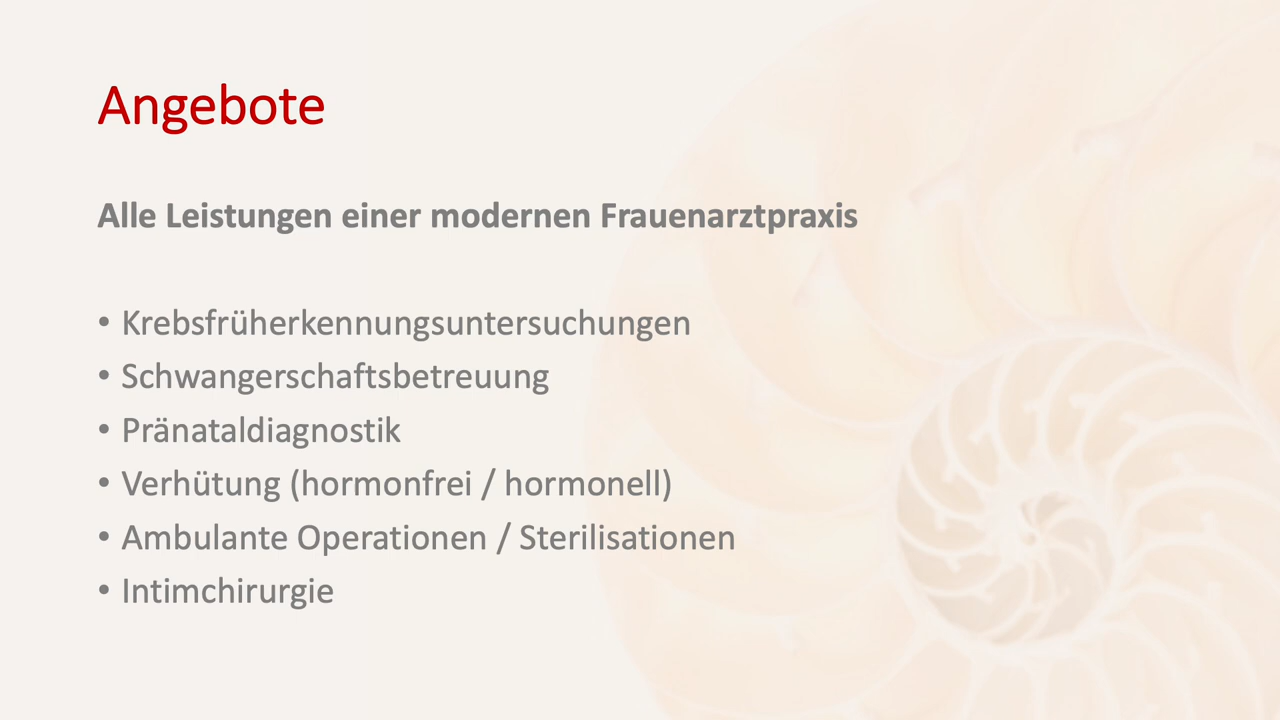 Angebote
Alle Leistungen einer modernen Frauenarztpraxis
• Krebsfrüherkennungsuntersuchungen
• Schwangerschaftsbetreuung
• Pränataldiagnostik
• Verhütung (hormonfrei / hormonell)
• Ambulante Operationen / Sterilisationen
• Intimchirurgie